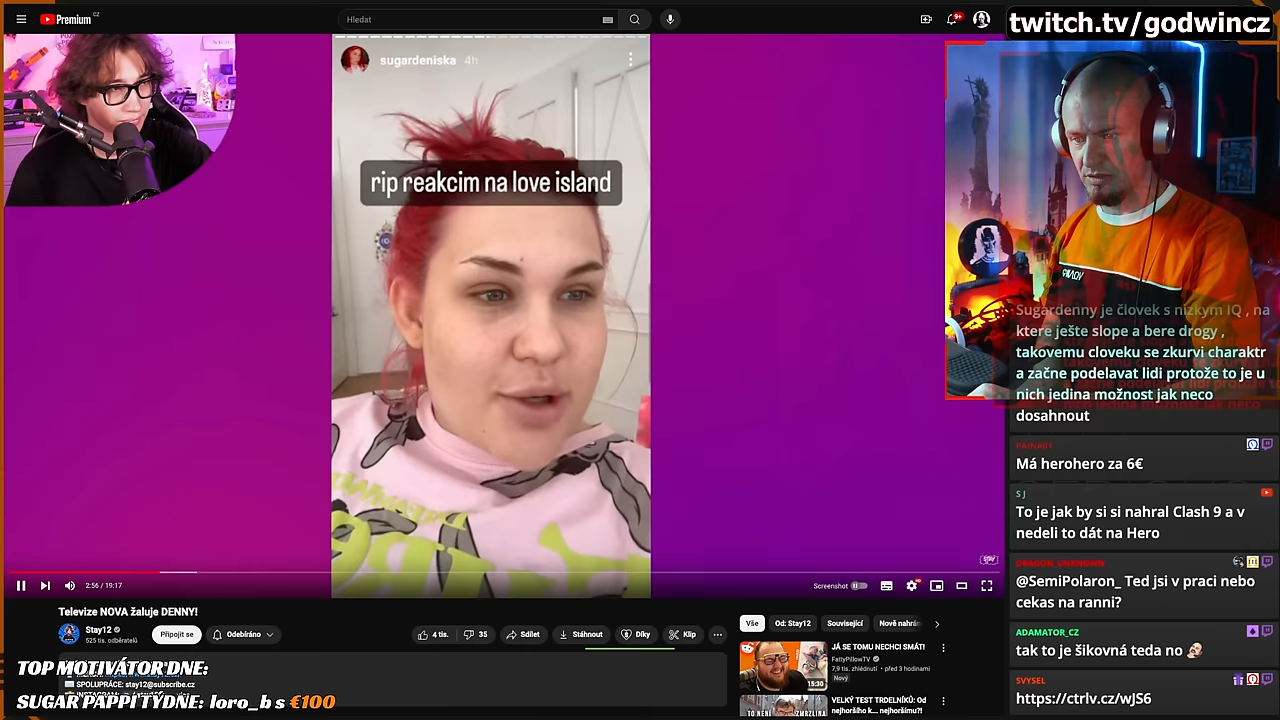 Premium CZ
Hledat
9+
twitch.tv/godwincz
sugardeniska 4h
rip reakcim na love island
Sugardenny je človek s nízkym IQ , na
ktere ješte slope a bere drogy ,
takovemu cloveku se zkurvi charaktr
a začne podelavat lidi protože to je u
nich jedina možnost jak neco
dosahnout
Má herohero za 6€
S J
To je jak by si si nahral Clash 9 a v
nedeli to dát na Hero
DRAGON_UNKNOWN
@SemiPolaron_ Ted jsi v praci nebo
cekas na ranni?
ADAMATOR_CZ
tak to je šikovná teda no
SVYSEL
https://ctrlv.cz/wJS6
2:56 / 19:17
Screenshot
Televize NOVA žaluje DENNY!
Stay12
525 tis. odběratelů
Připojit se
Odebíráno
4 tis.
35
Sdílet
Stáhnout
Díky
Klip
Vše
Od: Stay12
Související
Nově nahrán
JÁ SE TOMU NECHCI SMÁT!
FattyPillowTV
7,9 tis. zhlédnutí • před 3 hodinami
Nový
15:30
VELKÝ TEST TRDELNÍKŮ: Od
nejhoršího k... nejhoršímu?!
TOP MOTIVÁTOR DNE:
SPOLUPRÁCE: stay12@subscribe.cz
SUGAR PAPI TÝDNE: loro_b s €100